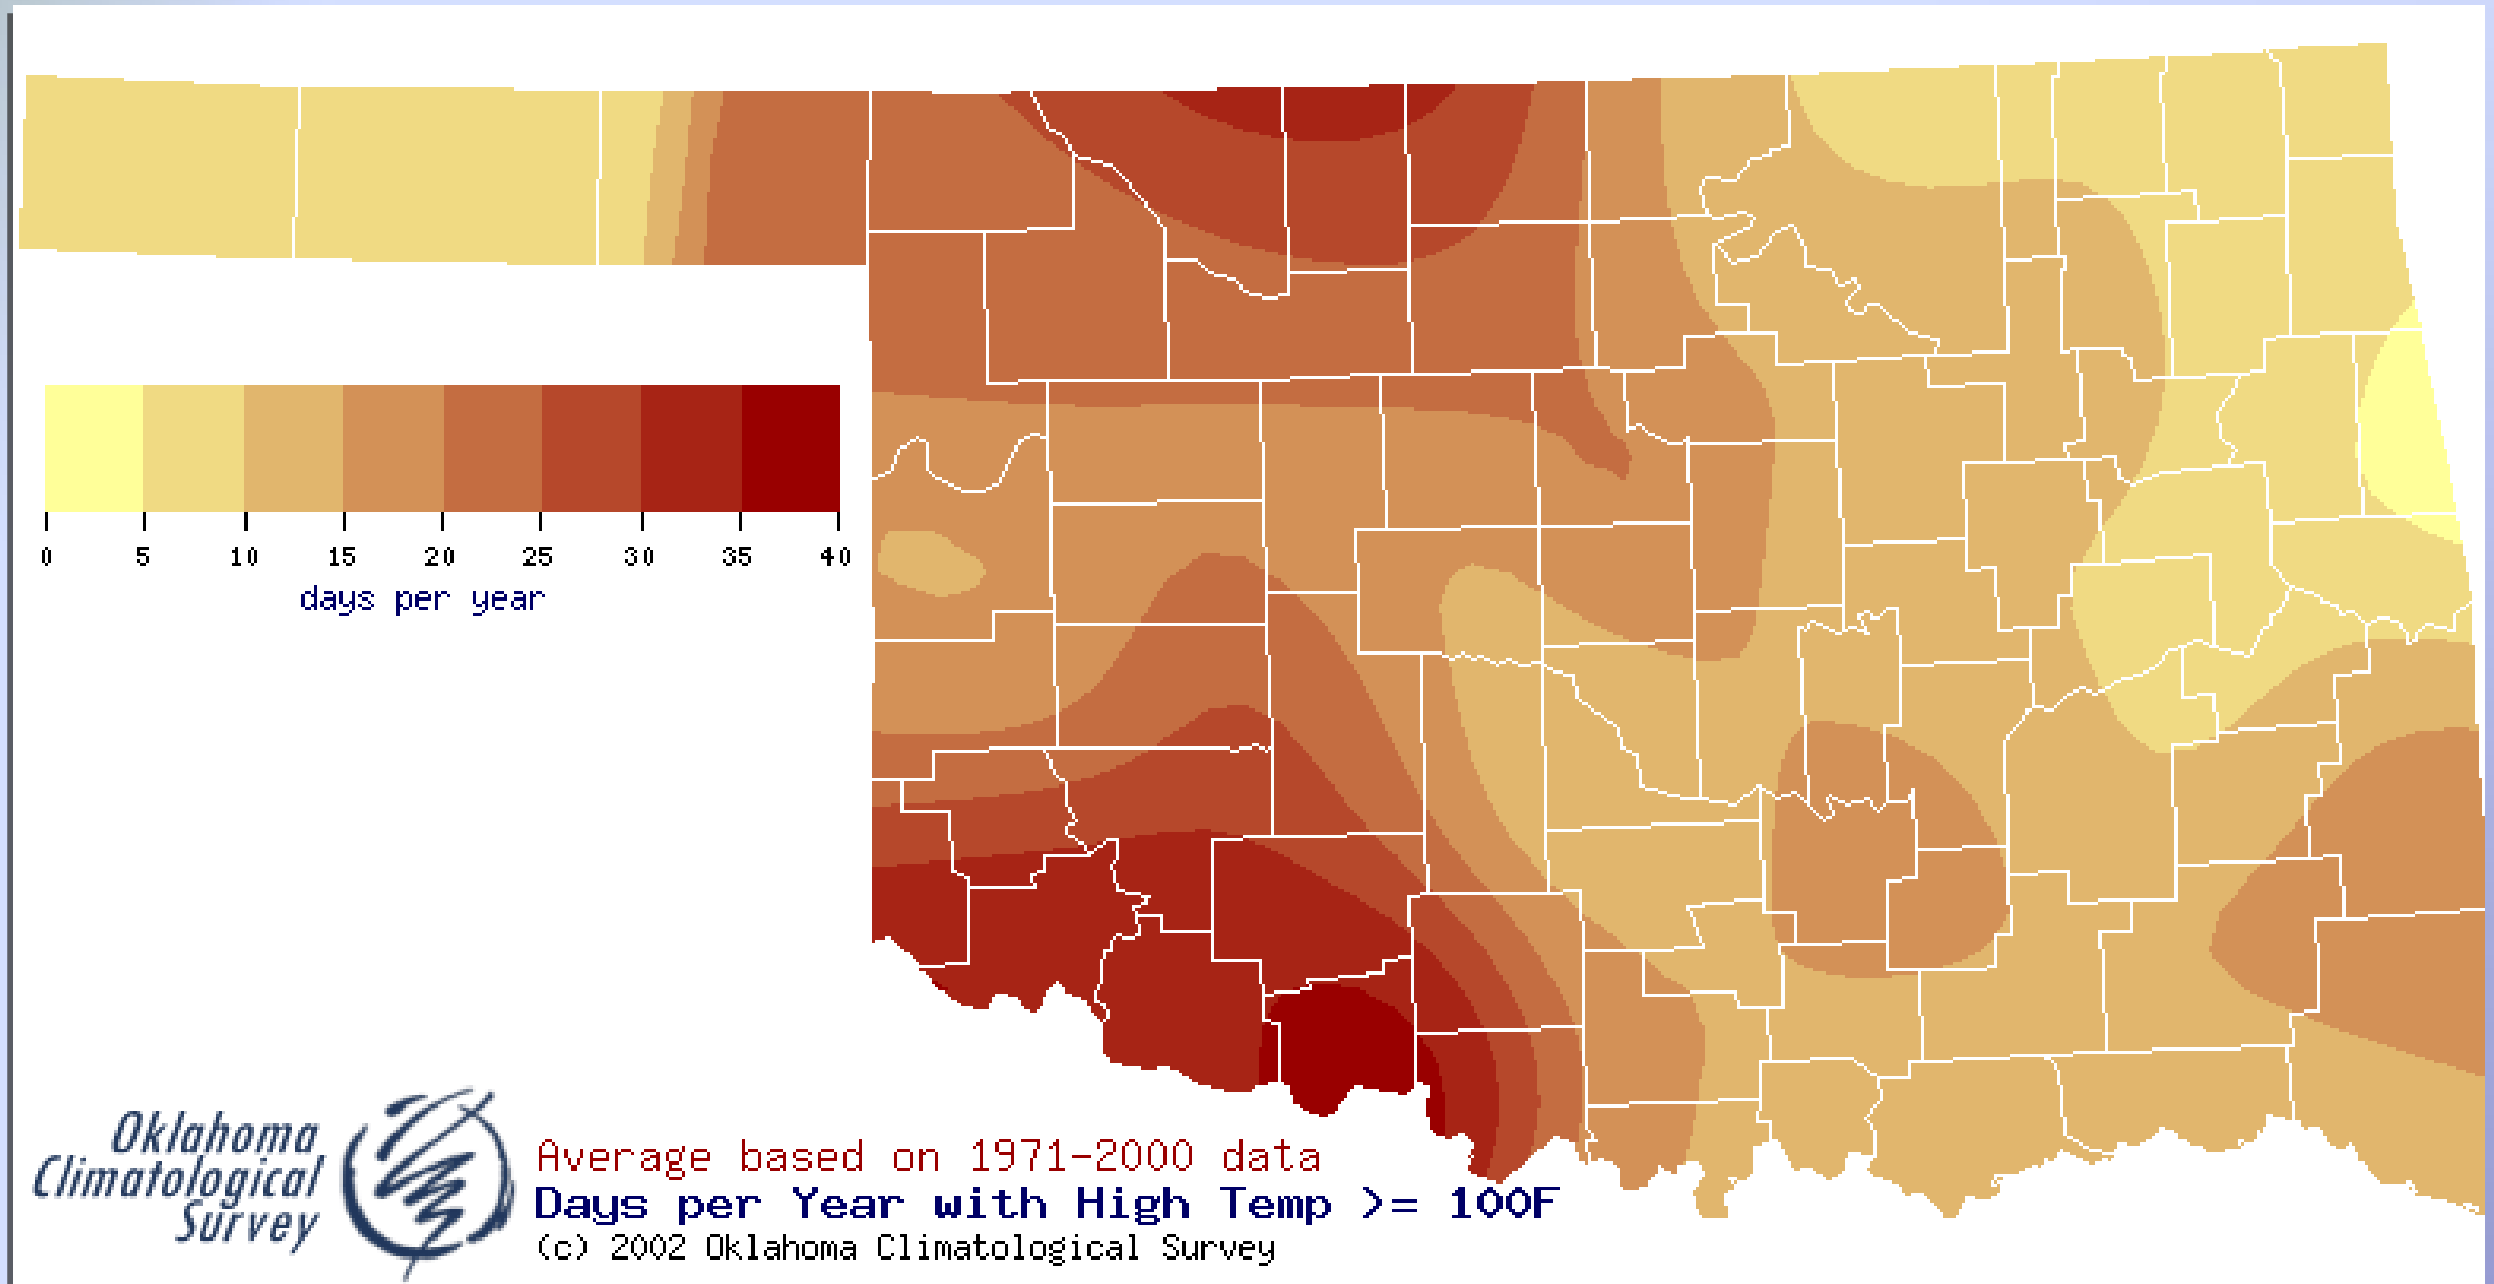 0 5 10 15 20 25 30 35 40
days per year
Oklahoma
Climatological
Survey
Average based on 1971-2000 data
Days per Year with High Temp >= 100F
(c) 2002 Oklahoma Climatological Survey